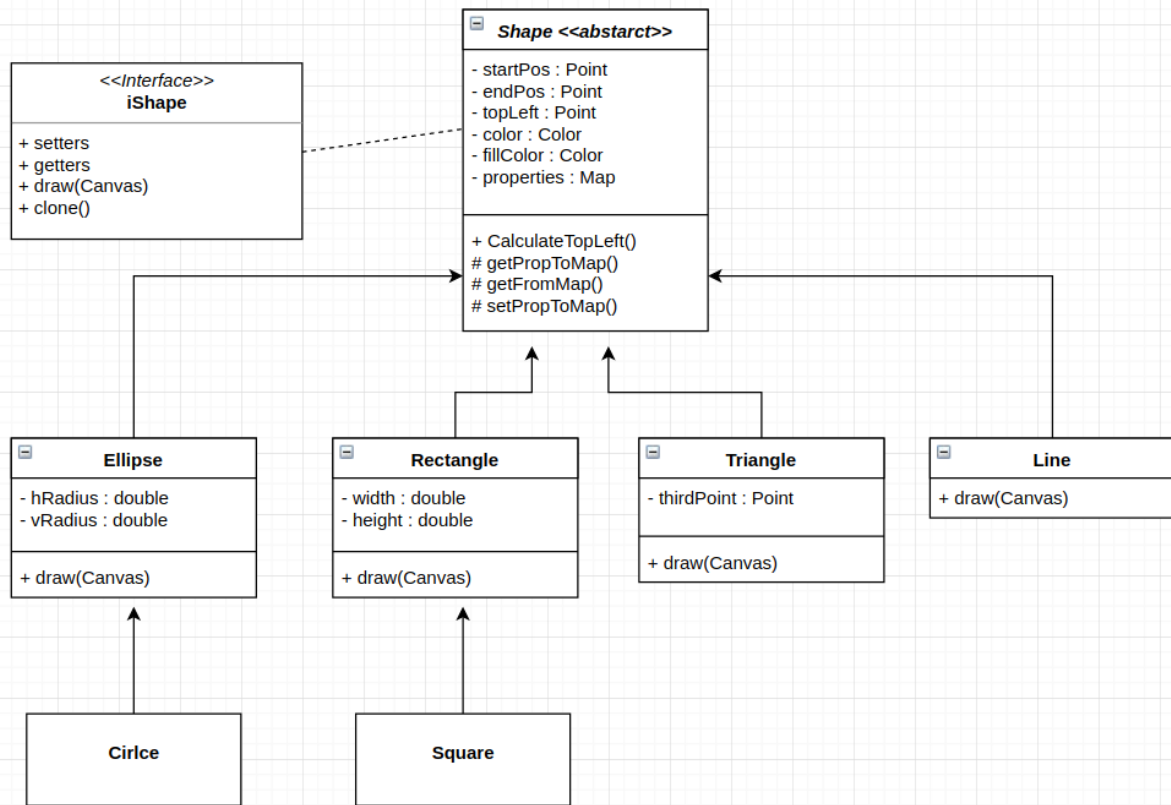 Shape <<abstarct>>
- startPos : Point
- endPos : Point
- topLeft : Point
- color : Color
- fillColor : Color
- properties : Map
+ CalculateTopLeft()
# getPropToMap()
# getFromMap()
# setPropToMap()
<<Interface>>
iShape
+ setters
+ getters
+ draw(Canvas)
+ clone()
Ellipse
- hRadius : double
- vRadius : double
+ draw(Canvas)
Rectangle
- width : double
- height : double
+ draw(Canvas)
Triangle
- thirdPoint : Point
+ draw(Canvas)
Line
+ draw(Canvas)
Cirlce
Square